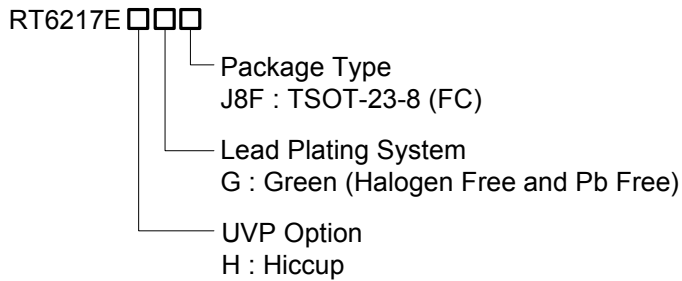 RT6217E
Package Type
J8F : TSOT-23-8 (FC)
Lead Plating System
G : Green (Halogen Free and Pb Free)
UVP Option
H : Hiccup